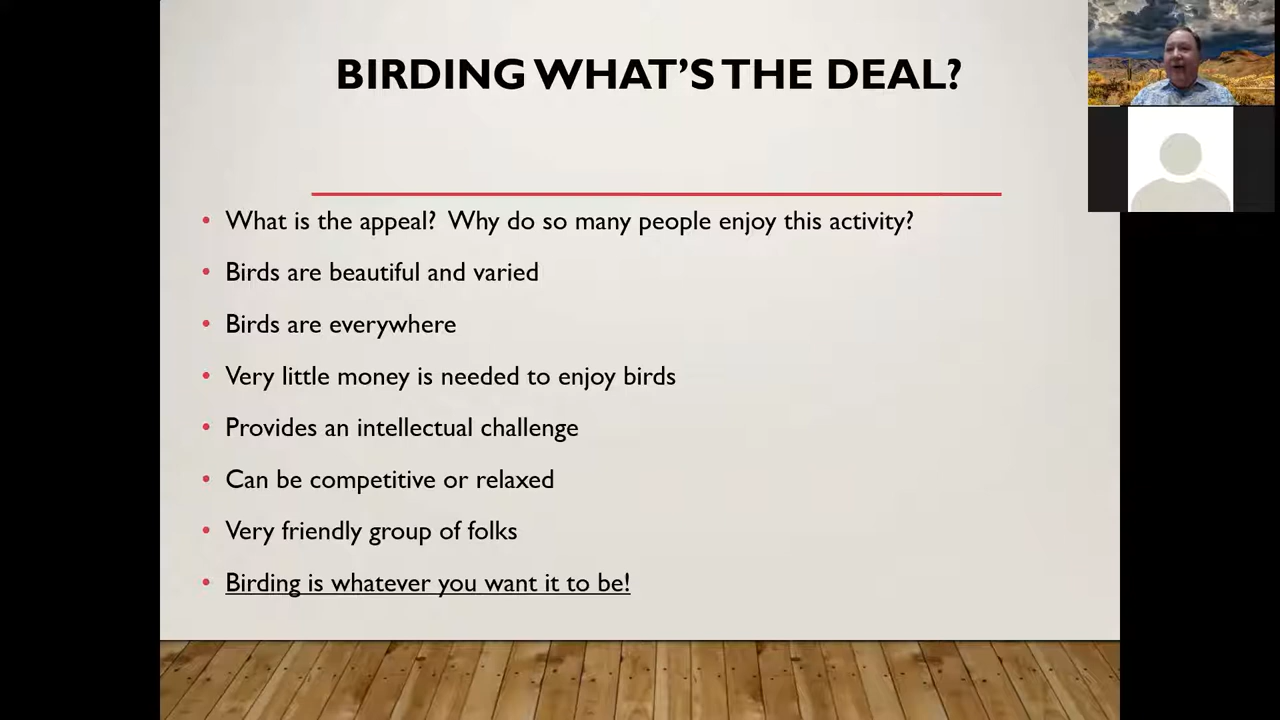 BIRDING WHAT'S THE DEAL?
What is the appeal?  Why do so many people enjoy this activity?
Birds are beautiful and varied
Birds are everywhere
Very little money is needed to enjoy birds
Provides an intellectual challenge
Can be competitive or relaxed
Very friendly group of folks
Birding is whatever you want it to be!